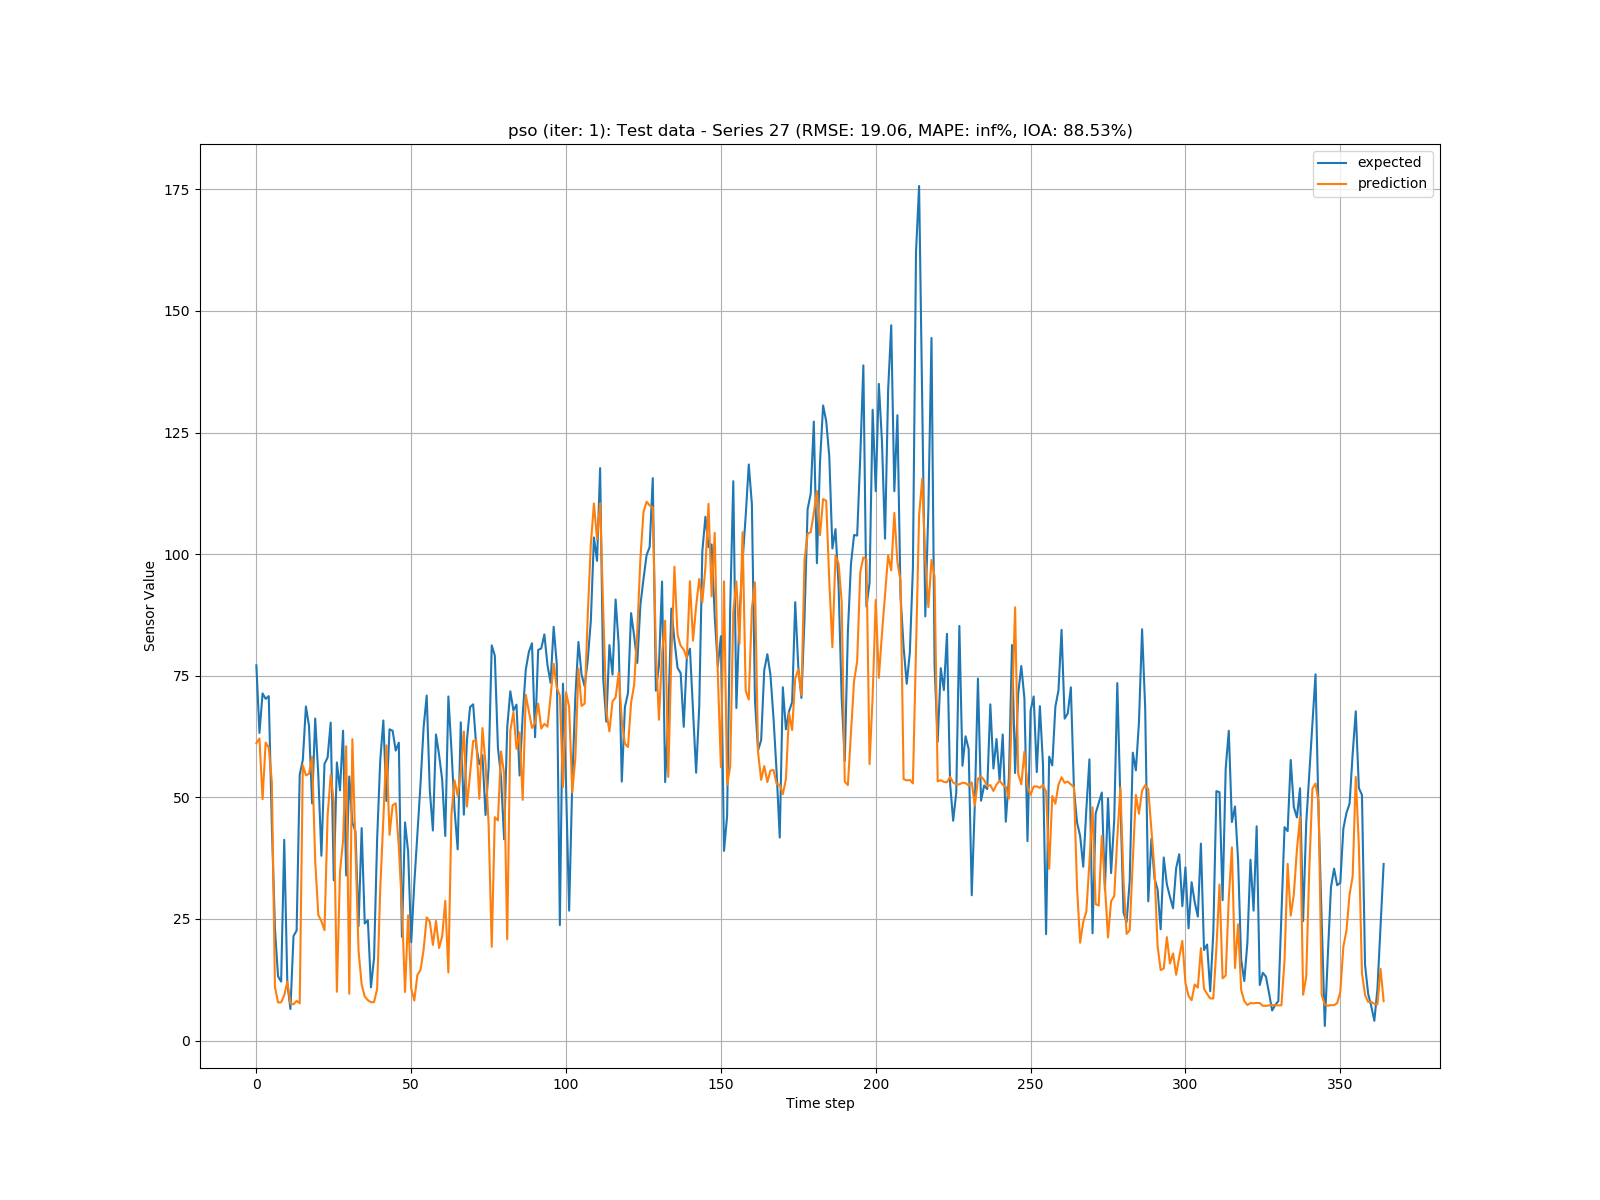 pso (iter: 1): Test data - Series 27 (RMSE: 19.06, MAPE: inf%, IOA: 88.53%)
expected
prediction
175
150
125
100
75
50
25
0
Sensor Value
0 50 100 150 200 250 300 350
Time step